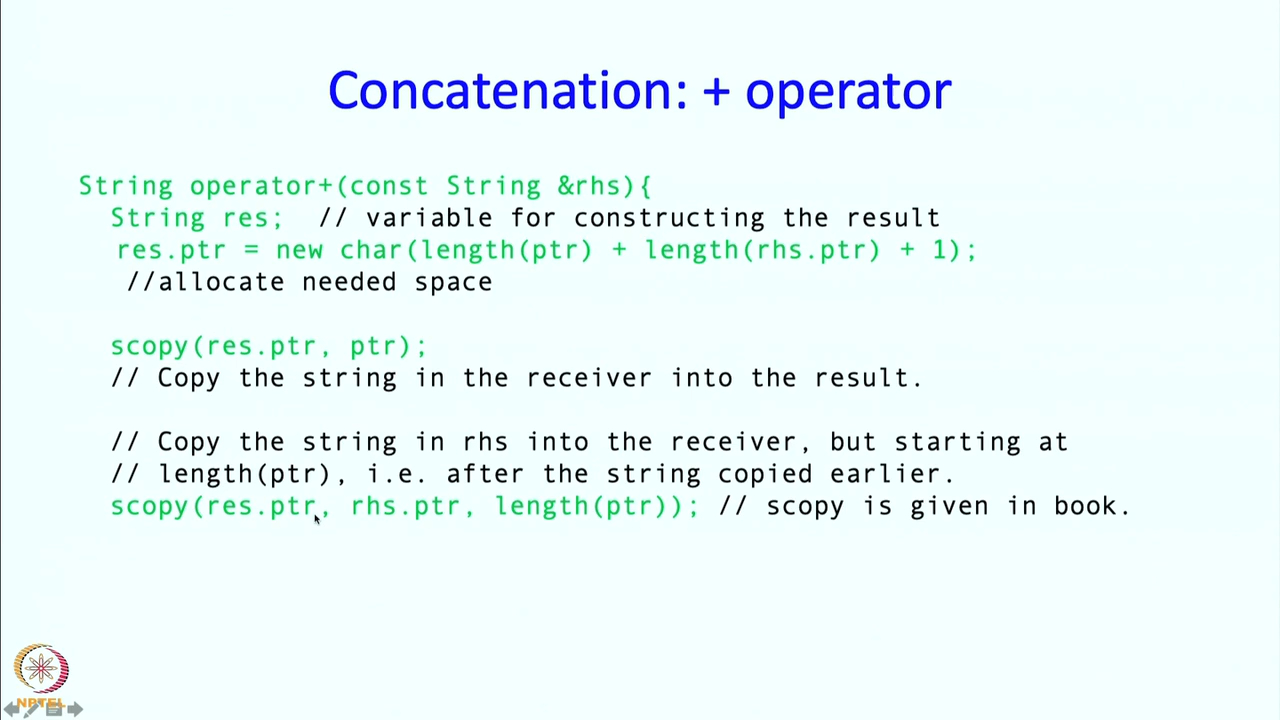 Concatenation: + operator
String operator+(const String &rhs){
String res; // variable for constructing the result
res.ptr = new char(length(ptr) + length(rhs.ptr) + 1);
//allocate needed space
scopy(res.ptr, ptr);
// Copy the string in the receiver into the result.
// Copy the string in rhs into the receiver, but starting at
// length(ptr), i.e. after the string copied earlier.
scopy(res.ptr, rhs.ptr, length(ptr)); // scopy is given in book.
NPTEL